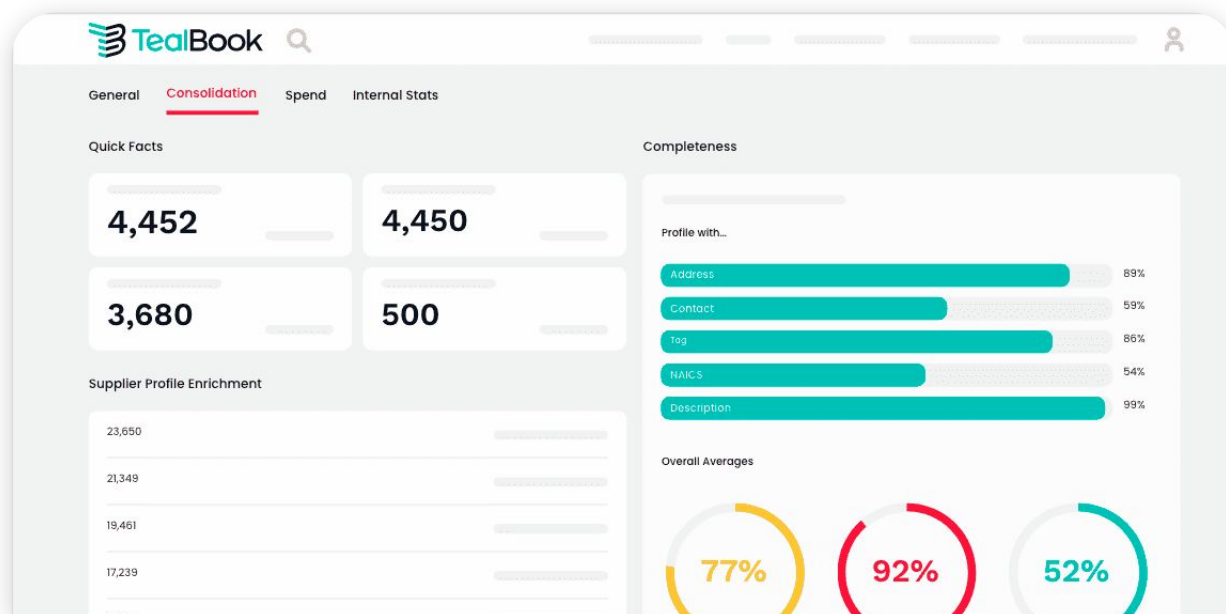 TealBook
General Consolidation Spend Internal Stats
Quick Facts
4,452 4,450
3,680 500
Supplier Profile Enrichment
23,650
21,349
19,461
17,239
Completeness
Profile with...
Address 89%
Contact 59%
Tag 86%
NAICS 54%
Description 99%
Overall Averages
77% 92% 52%